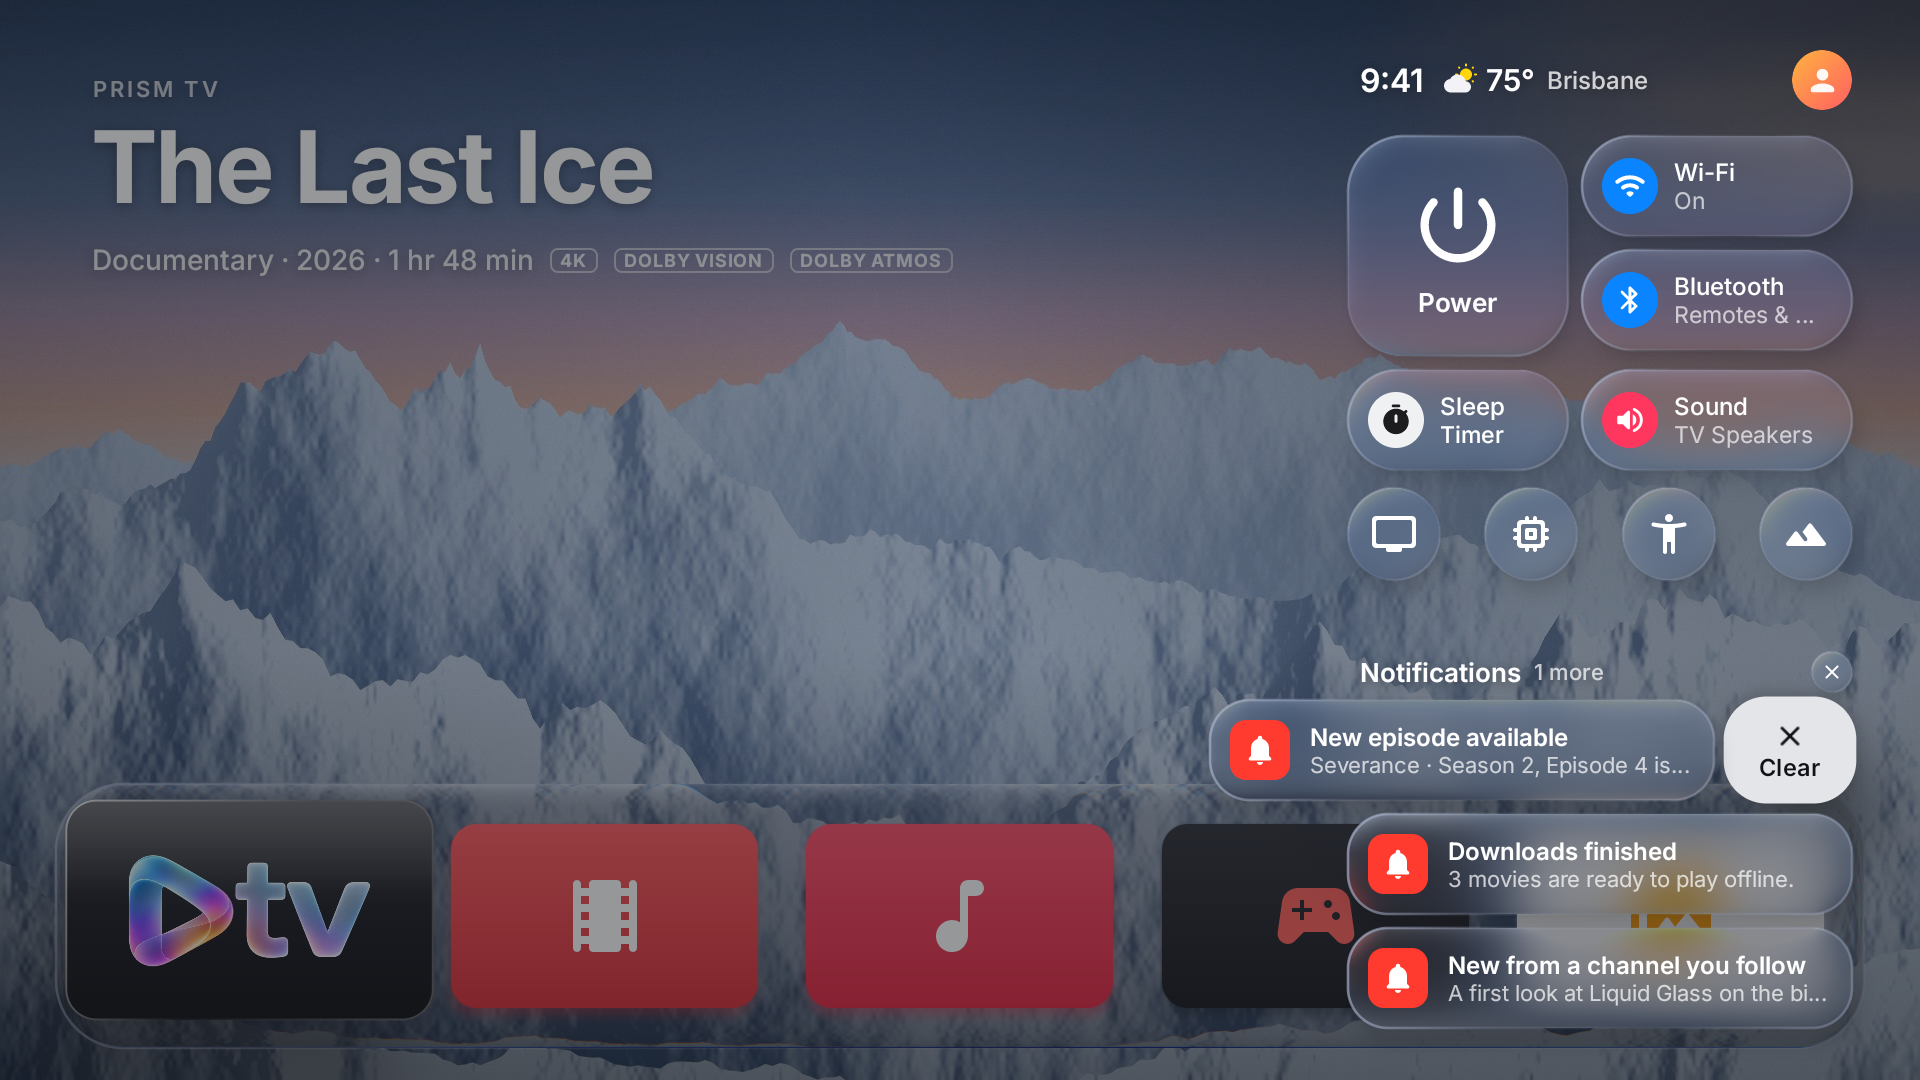 PRISM TV
The Last Ice
Documentary · 2026 · 1 hr 48 min 4K DOLBY VISION DOLBY ATMOS
9:41 75° Brisbane
Power
Wi-Fi
On
Bluetooth
Remotes & ...
Sleep
Timer
Sound
TV Speakers
Notifications 1 more
New episode available
Severance · Season 2, Episode 4 is...
Clear
Downloads finished
3 movies are ready to play offline.
New from a channel you follow
A first look at Liquid Glass on the bi...
tv